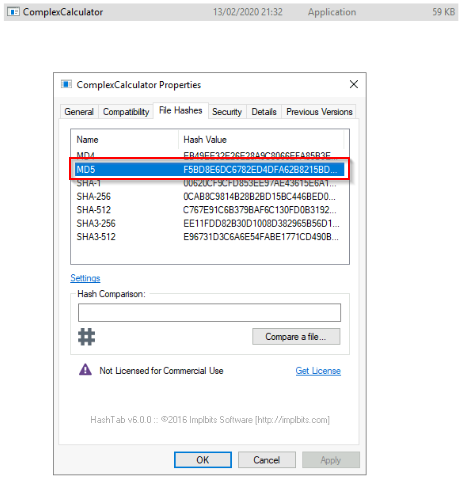 ComplexCalculator 13/02/2020 21:32 Application 59 KB
ComplexCalculator Properties
General Compatibility File Hashes Security Details Previous Versions
Name Hash Value
MD4 EB49EE32E26E28A9C8066EFA85B3E...
MD5 F5BD8E6DC6782ED4DFA62B8215BD...
SHA-1 00620CF9CFD853EE97AE43615E6A1...
SHA-256 0CAB8C9814B28B2BD15BC446BED0...
SHA-512 C767E91C6B379BAF6C130FD0B3192...
SHA3-256 EE11FDD82B30D1008D382965B56D1...
SHA3-512 E96731D3C6A6E54FABE1771CD490B...
Settings
Hash Comparison:
Compare a file...
Not Licensed for Commercial Use Get License
HashTab v6.0.0 :: ©2016 Implbits Software [http://implbits.com]
OK Cancel Apply